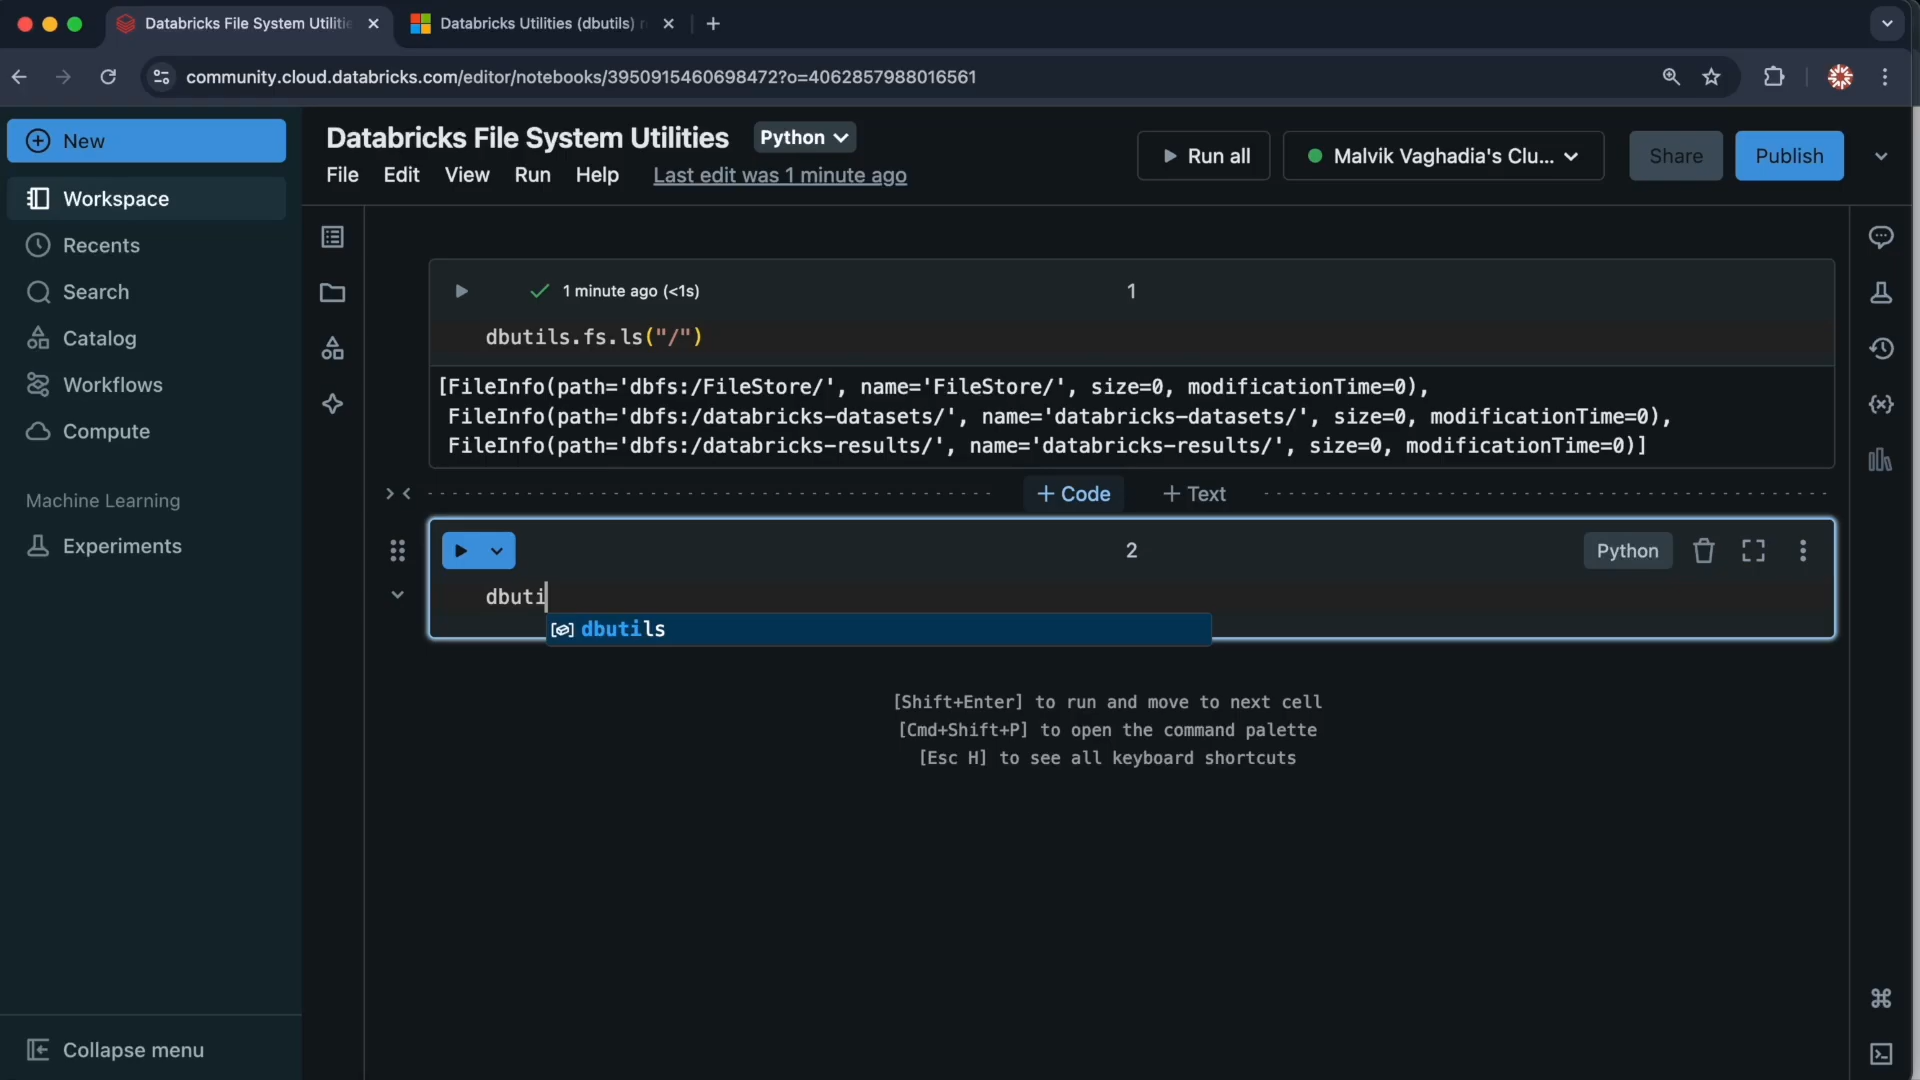 Databricks File System Utilitie
Databricks Utilities (dbutils) r
community.cloud.databricks.com/editor/notebooks/3950915460698472?o=4062857988016561
New
Workspace
Recents
Search
Catalog
Workflows
Compute
Machine Learning
Experiments
Collapse menu
Databricks File System Utilities
Python
File Edit View Run Help Last edit was 1 minute ago
Run all
Malvik Vaghadia's Clu...
Share
Publish
1 minute ago (<1s)
1
dbutils.fs.ls("/")
[FileInfo(path='dbfs:/FileStore/', name='FileStore/', size=0, modificationTime=0),
FileInfo(path='dbfs:/databricks-datasets/', name='databricks-datasets/', size=0, modificationTime=0),
FileInfo(path='dbfs:/databricks-results/', name='databricks-results/', size=0, modificationTime=0)]
+ Code + Text
2
Python
dbuti
dbutils
[Shift+Enter] to run and move to next cell
[Cmd+Shift+P] to open the command palette
[Esc H] to see all keyboard shortcuts